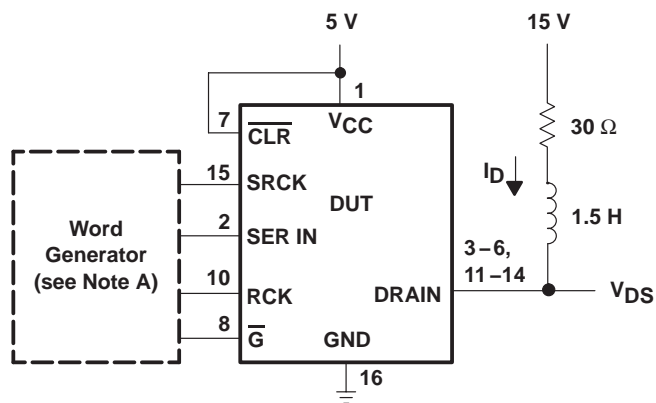 5 V
15 V
1
7
CLR
VCC
30 Ω
15
SRCK
ID
DUT
Word
Generator
(see Note A)
2
SER IN
1.5 H
3–6,
11–14
10
RCK
DRAIN
VDS
8
G
GND
16